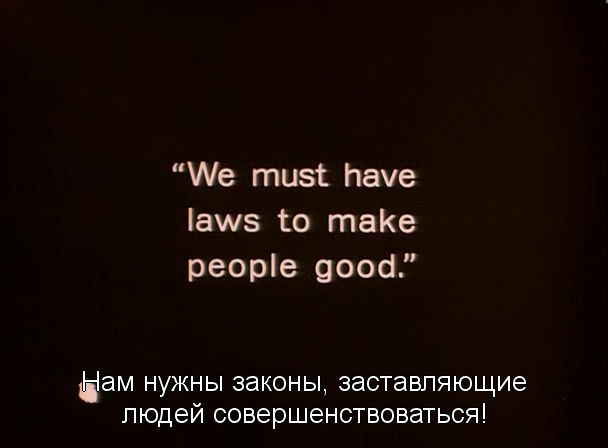 “We must have
laws to make
people good.”
Нам нужны законы, заставляющие
людей совершенствоваться!